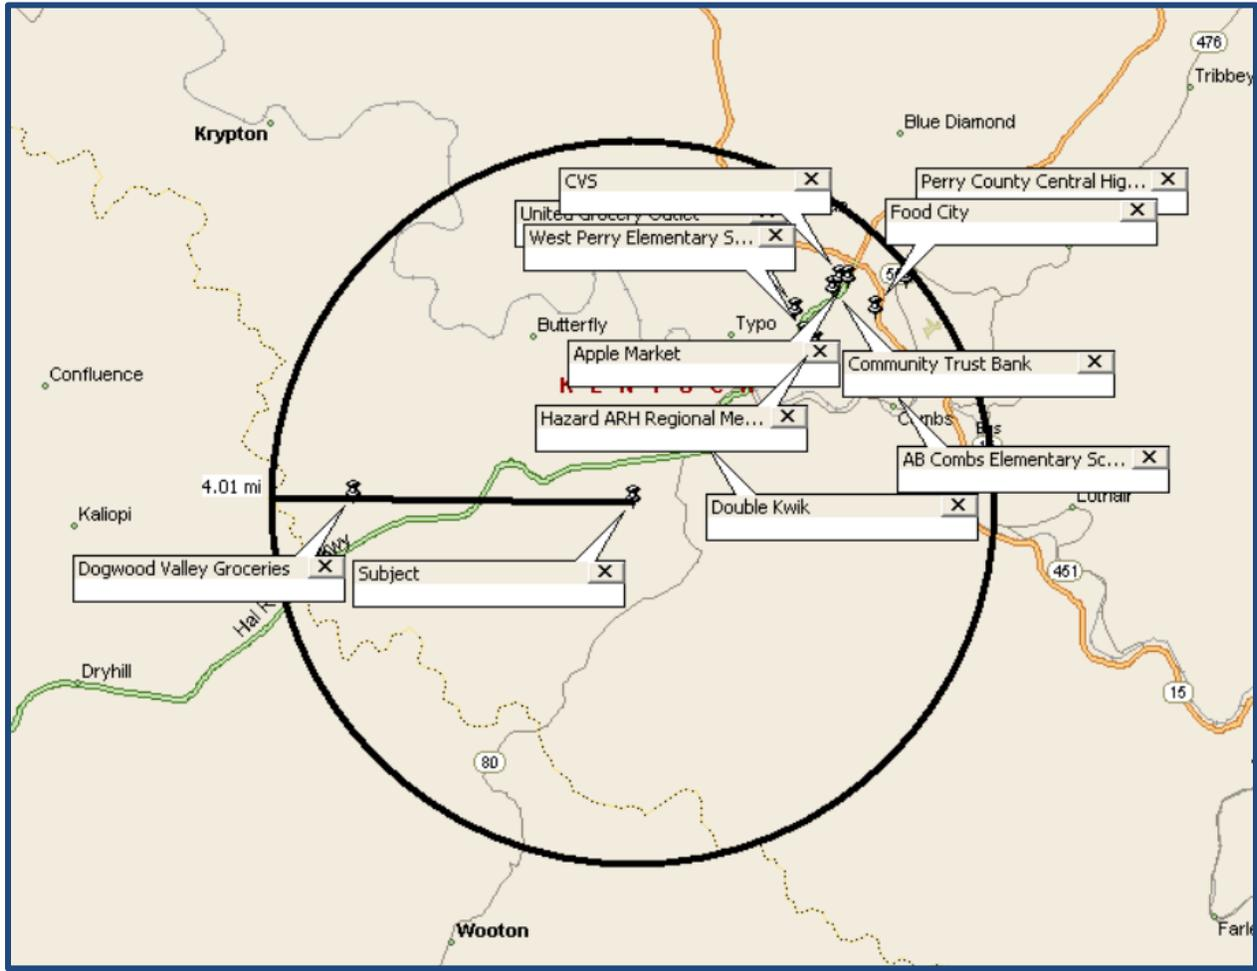 476
Tribbey
Blue Diamond
Krypton
CVS
Perry County Central Hig...
United Grocery Outlet
Food City
West Perry Elementary S...
Butterfly
Typo
Apple Market
Community Trust Bank
Confluence
Hazard ARH Regional Me...
Combs
AB Combs Elementary Sc...
4.01 mi
Double Kwik
Lothair
Kaliopi
Dogwood Valley Groceries
Subject
451
Hal R
Dryhill
15
80
Wooton
Farle